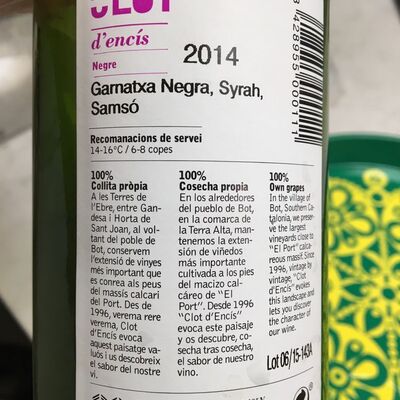 CLOT
d'encís
Negre
2014
Garnatxa Negra, Syrah,
Samsó
Recomanacions de servei
14-16°C / 6-8 copes
100%
Collita pròpia
A les Terres de
l'Ebre, entre Gan-
desa i Horta de
Sant Joan, al vol-
tant del poble de
Bot, conservem
l'extensió de vinyes
més important que
es conrea als peus
del massís calcari
del Port. Des de
1996, verema rere
verema, Clot
d'Encís evoca
aquest paisatge va-
luós i us descobreix
el sabor del nostre
vi.
100%
Cosecha propia
En los alrededores
del pueblo de Bot,
en la comarca de
la Terra Alta, man-
tenemos la exten-
sión de viñedos
más importante
cultivada a los pies
del macizo cal-
cáreo de "El
Port". Desde 1996
"Clot d'Encís"
evoca este paisaje
y os descubre, co-
secha tras cosecha,
el sabor de nuestro
vino.
100%
Own grapes
In the village of
Bot, Southern Ca-
talonia, we preser-
ve the largest
vineyards close to
"El Port" calca-
reous massif. Since
1996, vintage by
vintage, "Clot
d'Encís" evokes
this landscape and
lets you discover
the character of
our wine.
Lot 06/15-143A
3 428955 000111